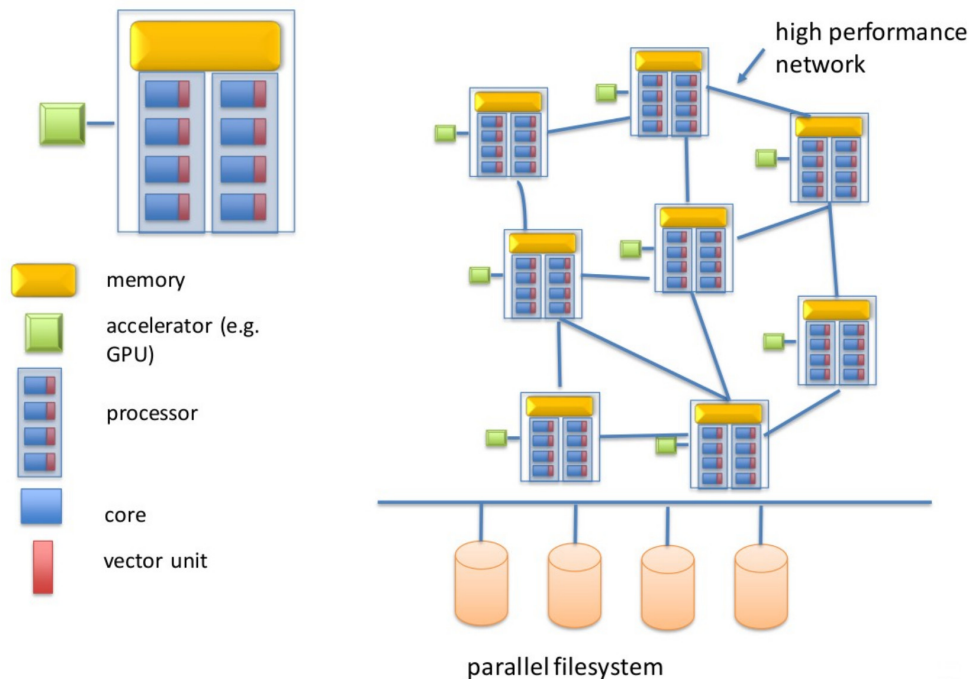 high performance
network
memory
accelerator (e.g.
GPU)
processor
core
vector unit
parallel filesystem